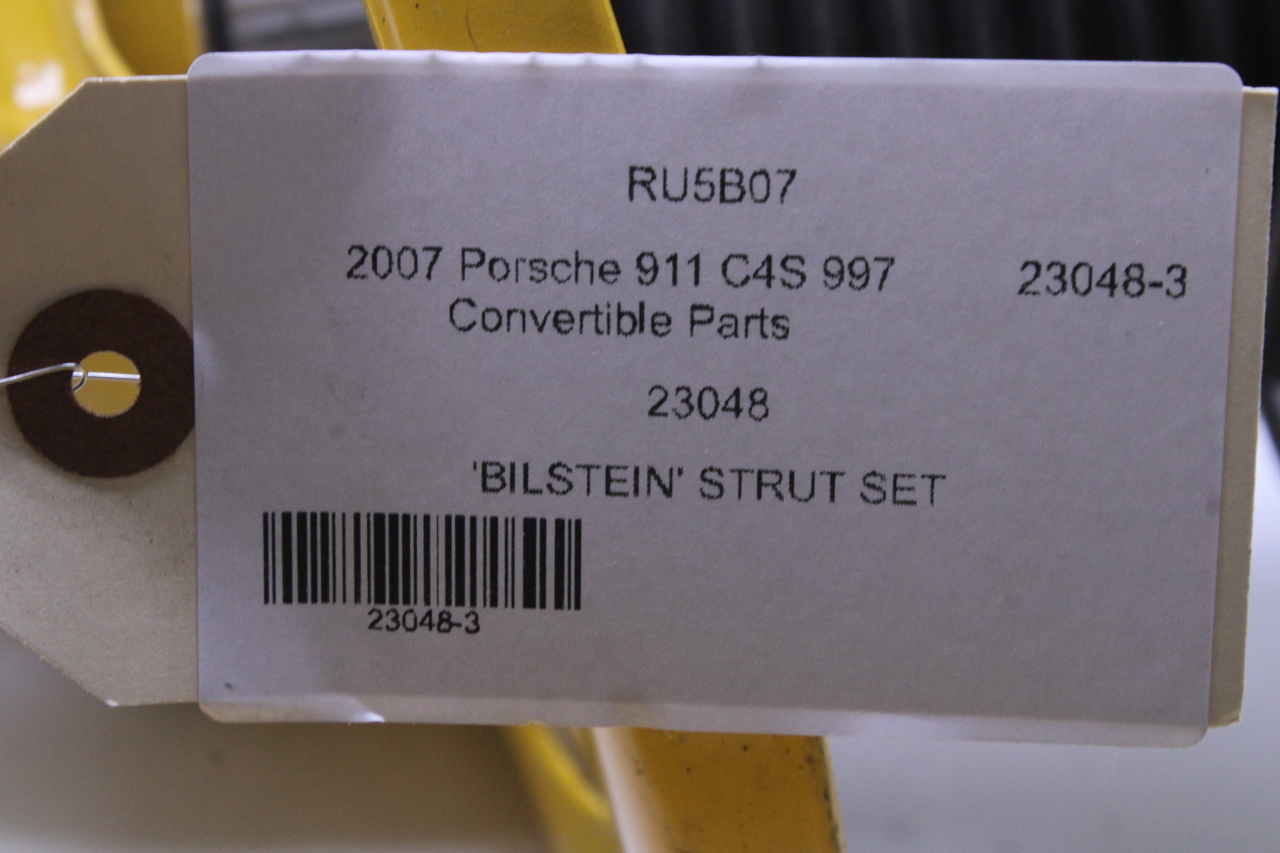 RU5B07
2007 Porsche 911 C4S 997
Convertible Parts
23048-3
23048
'BILSTEIN' STRUT SET
23048-3